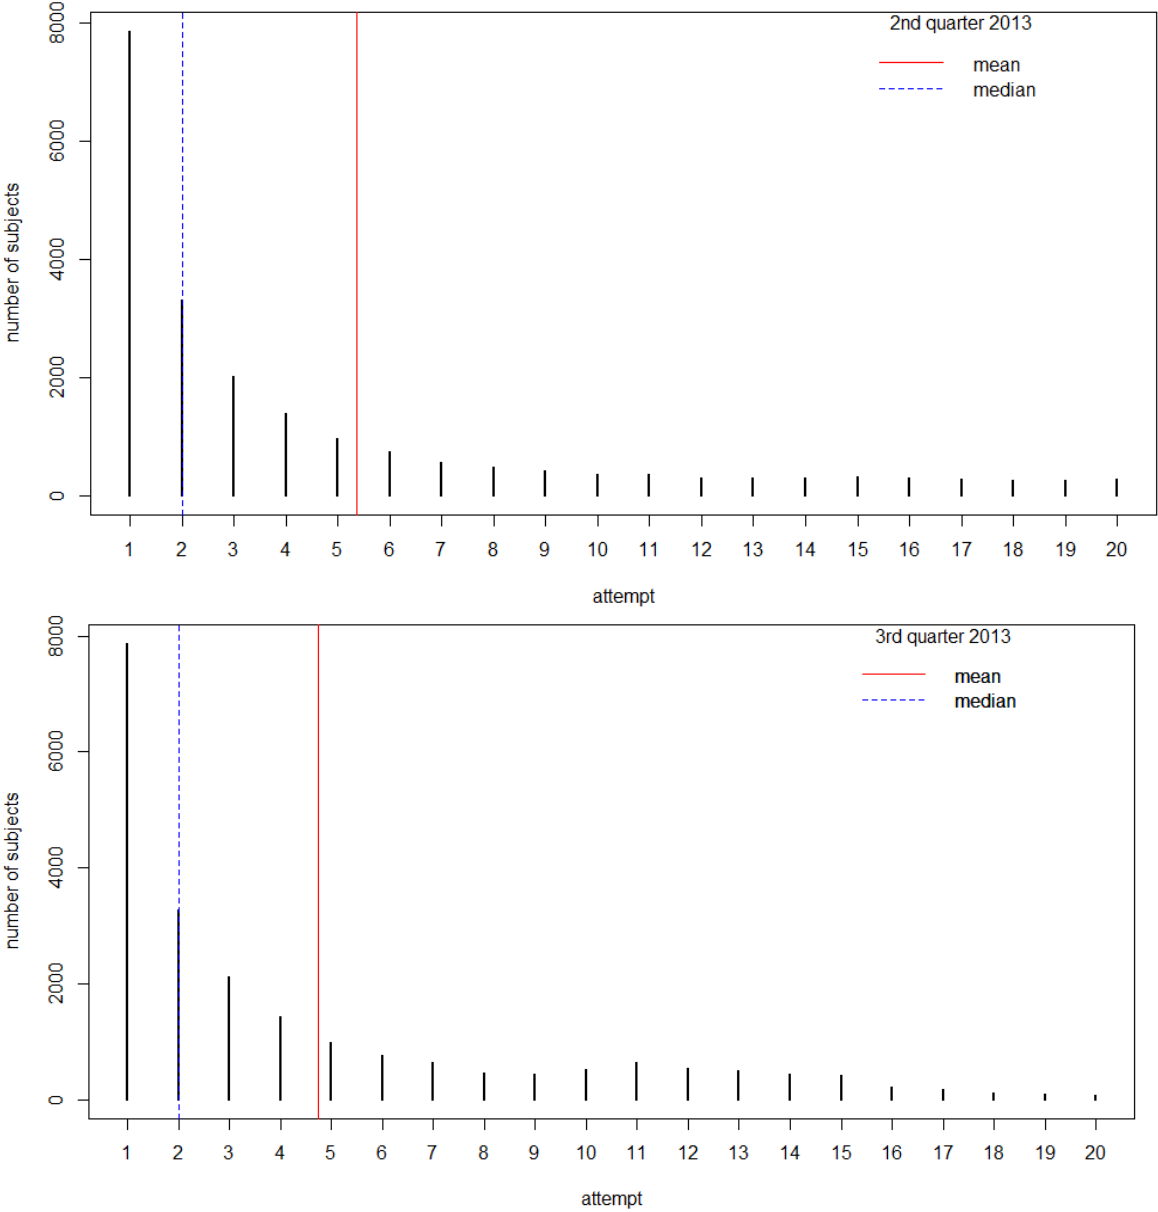 2nd quarter 2013
mean
median
number of subjects
8000
6000
4000
2000
0
1 2 3 4 5 6 7 8 9 10 11 12 13 14 15 16 17 18 19 20
attempt
3rd quarter 2013
mean
median
number of subjects
8000
6000
4000
2000
0
1 2 3 4 5 6 7 8 9 10 11 12 13 14 15 16 17 18 19 20
attempt